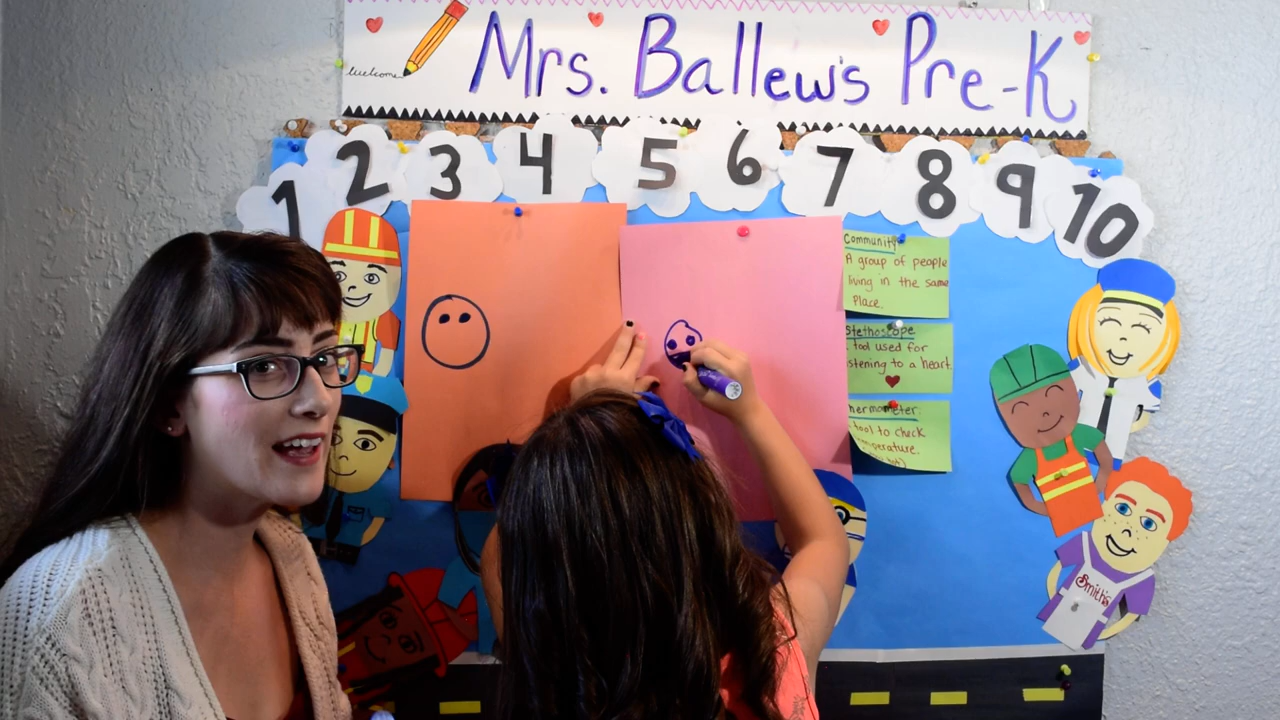 Mrs. Ballew's Pre-K
welcome
1 2 3 4 5 6 7 8 9 10
Community
A group of people
living in the same
Place.
Stethoscope
tool used for
listening to a heart.
thermometer:
tool to check
temperature.
Smith's